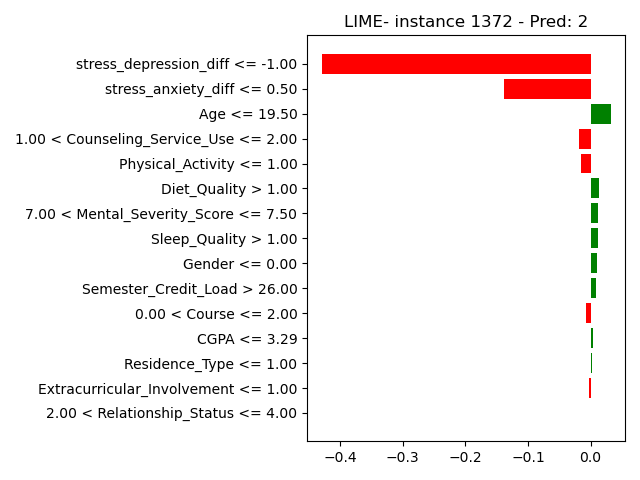 LIME- instance 1372 - Pred: 2
stress_depression_diff <= -1.00
stress_anxiety_diff <= 0.50
Age <= 19.50
1.00 < Counseling_Service_Use <= 2.00
Physical_Activity <= 1.00
Diet_Quality > 1.00
7.00 < Mental_Severity_Score <= 7.50
Sleep_Quality > 1.00
Gender <= 0.00
Semester_Credit_Load > 26.00
0.00 < Course <= 2.00
CGPA <= 3.29
Residence_Type <= 1.00
Extracurricular_Involvement <= 1.00
2.00 < Relationship_Status <= 4.00
−0.4 −0.3 −0.2 −0.1 0.0